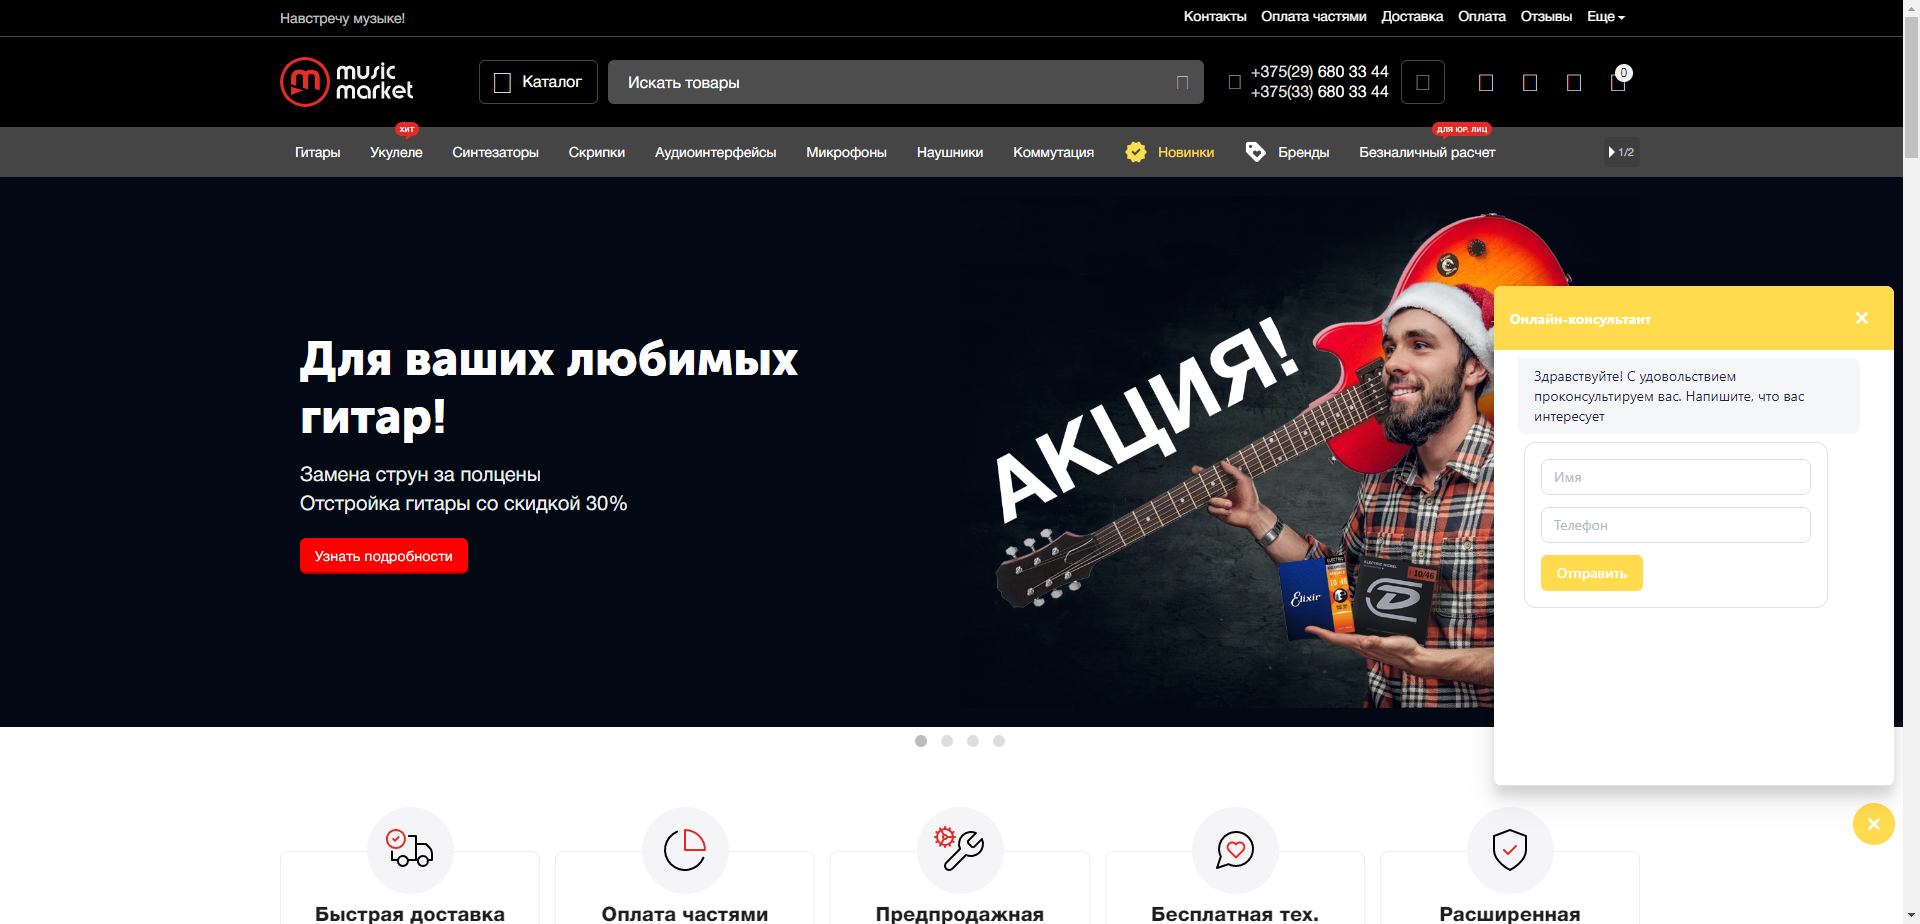 Навстречу музыке!
Контакты Оплата частями Доставка Оплата Отзывы Еще
music
market
Каталог
Искать товары
+375(29) 680 33 44
+375(33) 680 33 44
0
ХИТ
ДЛЯ ЮР. ЛИЦ
Гитары Укулеле Синтезаторы Скрипки Аудиоинтерфейсы Микрофоны Наушники Коммутация Новинки Бренды Безналичный расчет 1/2
Для ваших любимых
гитар!
Замена струн за полцены
Отстройка гитары со скидкой 30%
Узнать подробности
АКЦИЯ!
Elixir
10/46
Онлайн-консультант
Здравствуйте! С удовольствием
проконсультируем вас. Напишите, что вас
интересует
Имя
Телефон
Отправить
Быстрая доставка
Оплата частями
Предпродажная
Бесплатная тех.
Расширенная